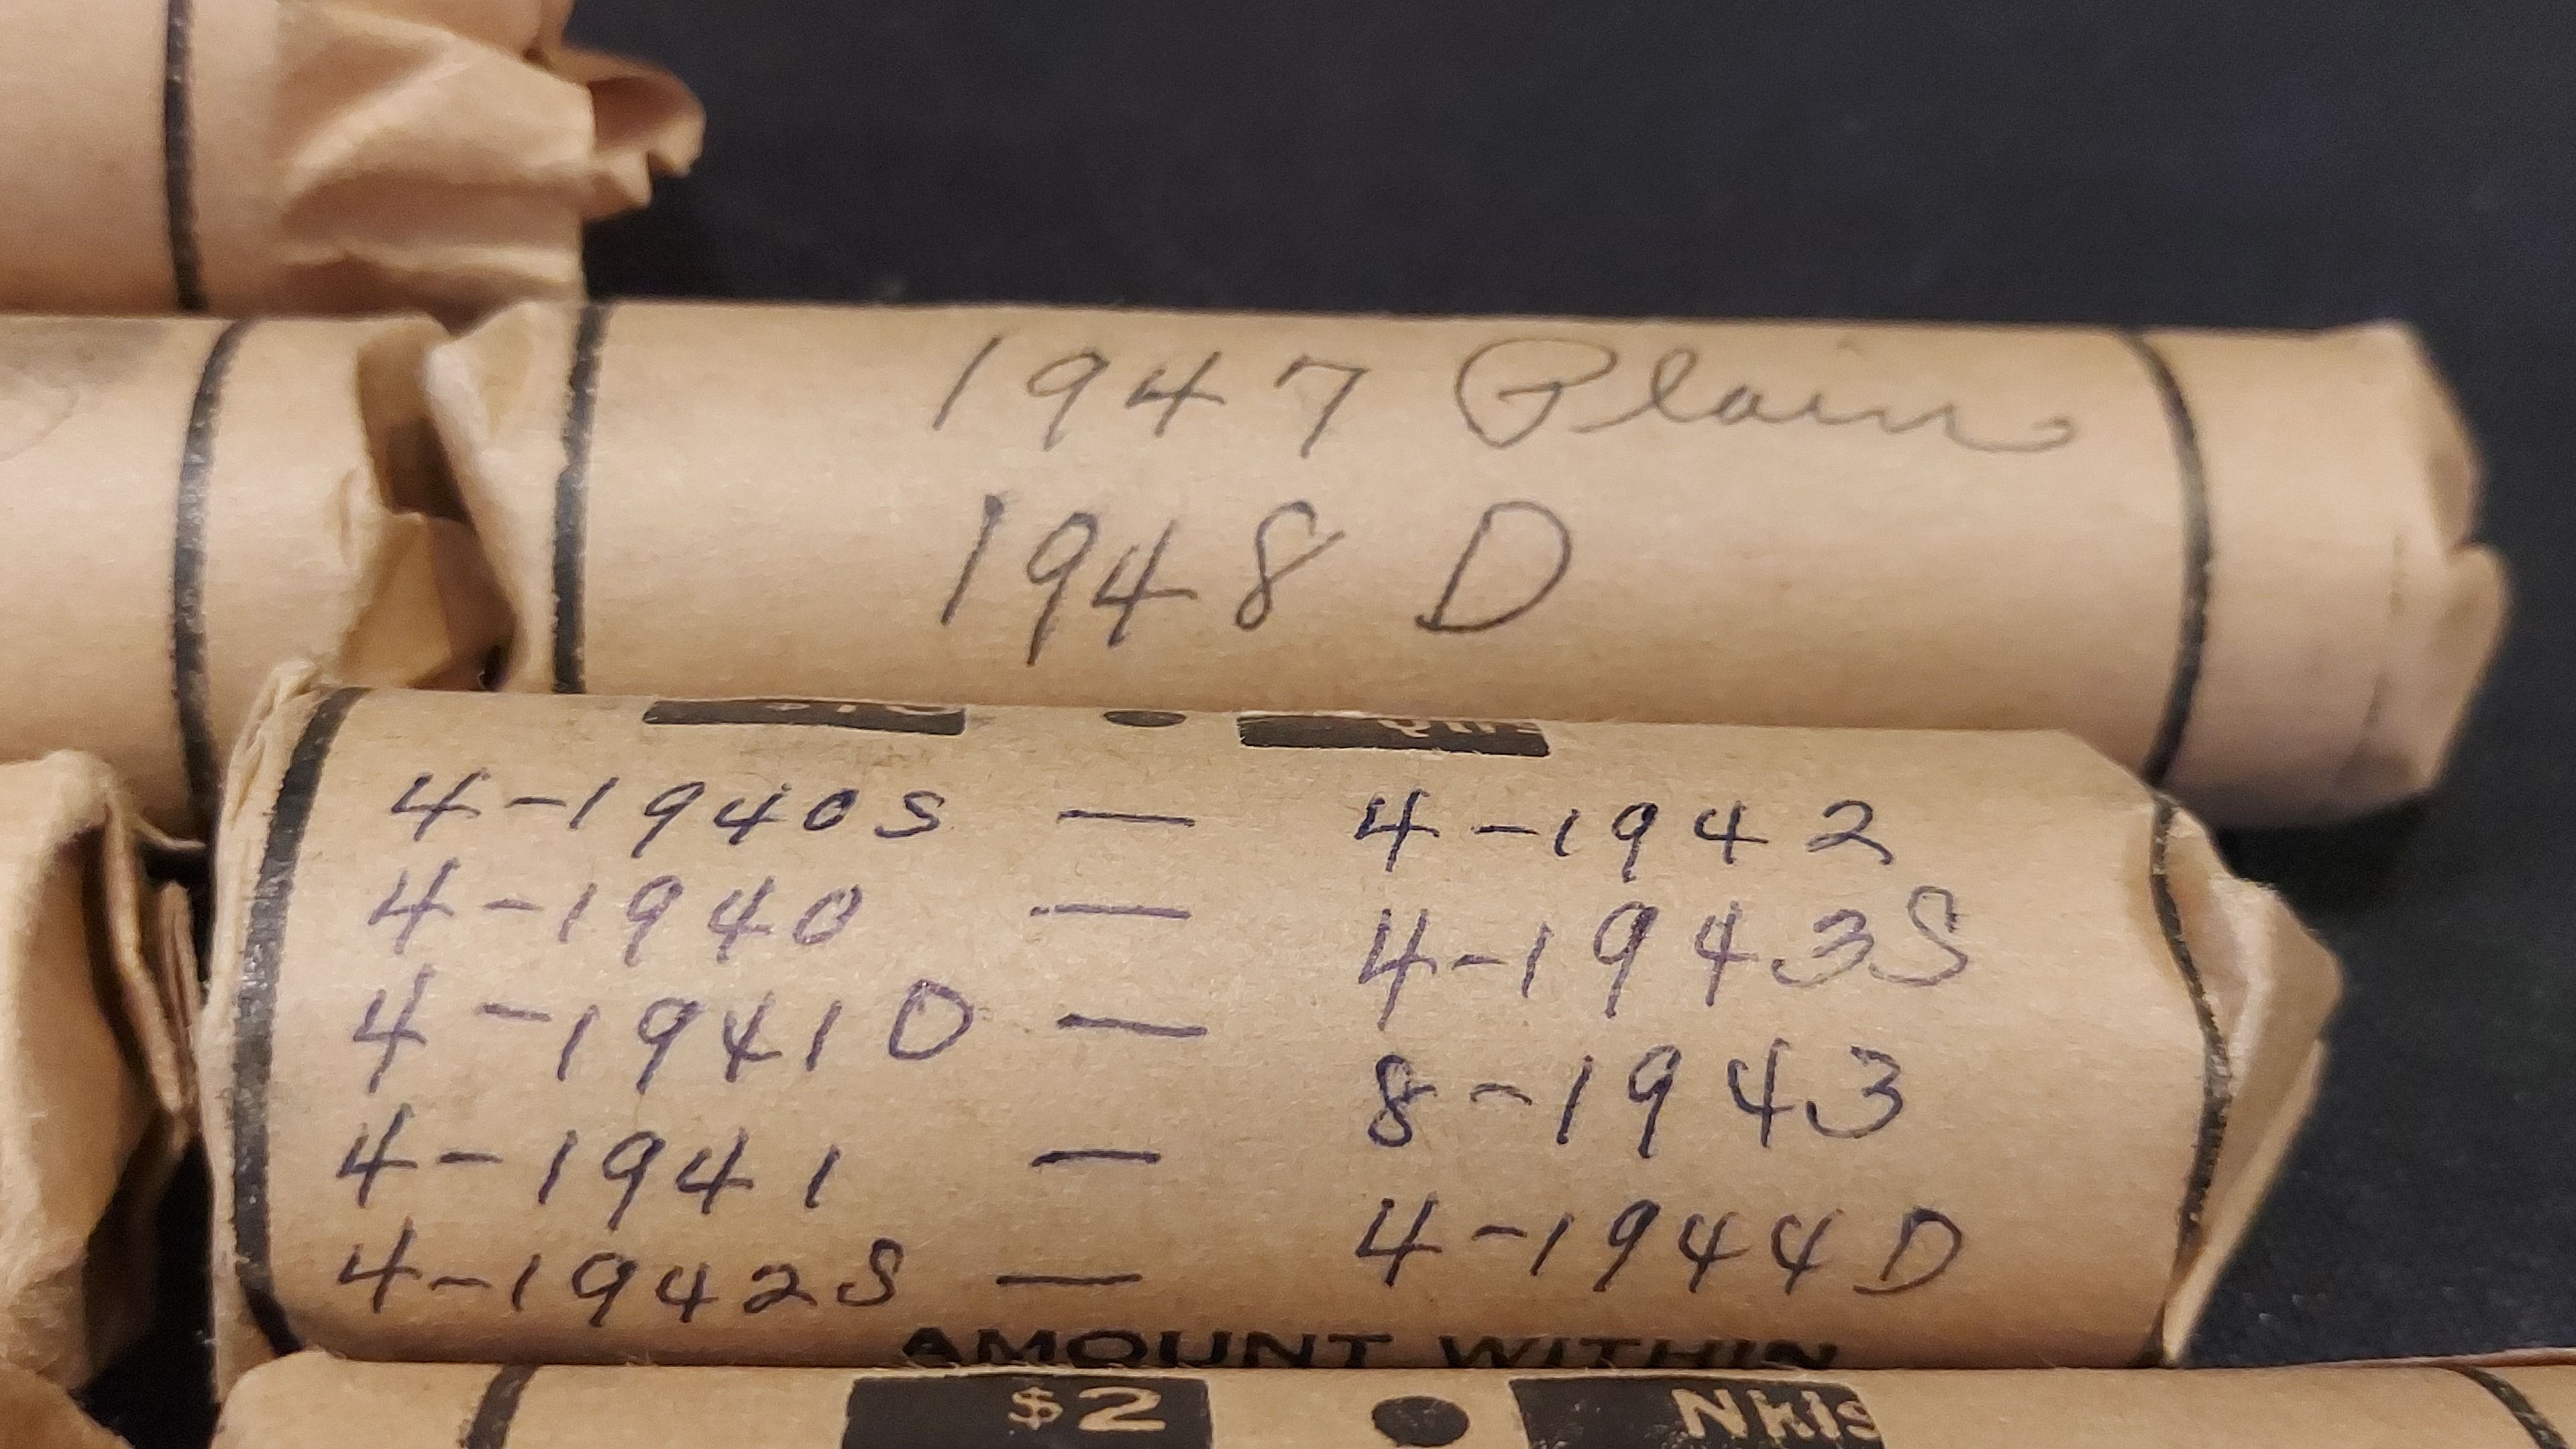 1947 Plain
1948 D
4-1940S — 4-1942
4-1940 — 4-1943S
4-1941D — 8-1943
4-1941 — 4-1944D
4-1942S —
AMOUNT WITHIN
$2 • Nkls